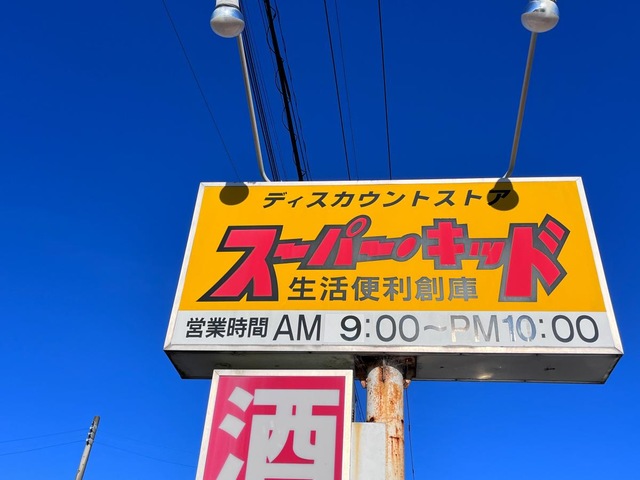 ディスカウントストア
スーパー・キッド
生活便利創庫
営業時間 AM 9:00～PM10:00
酒